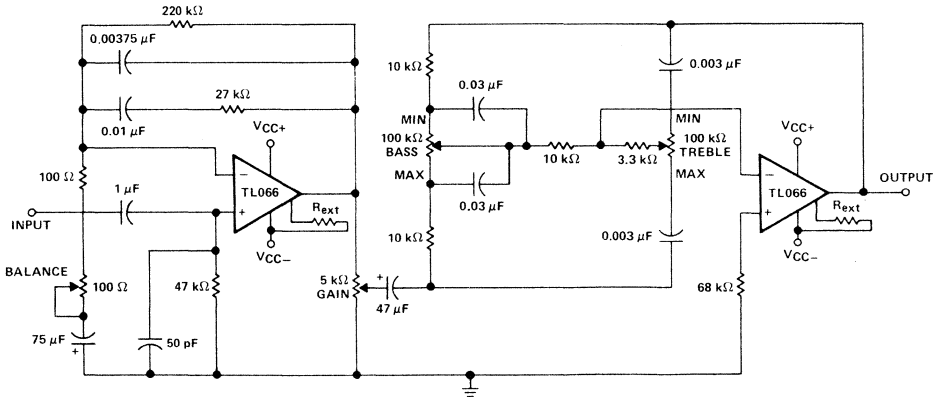 220 kΩ
0.00375 µF
27 kΩ
0.01 µF
VCC+
100 Ω
−
TL066
+
1 µF
INPUT
Rext
VCC−
BALANCE
100 Ω
47 kΩ
5 kΩ
GAIN
75 µF
+
50 pF
+
47 µF
10 kΩ
0.03 µF
MIN
100 kΩ
BASS
MAX
0.03 µF
10 kΩ
10 kΩ
3.3 kΩ
0.003 µF
MIN
100 kΩ
TREBLE
MAX
0.003 µF
VCC+
−
TL066
+
OUTPUT
Rext
VCC−
68 kΩ